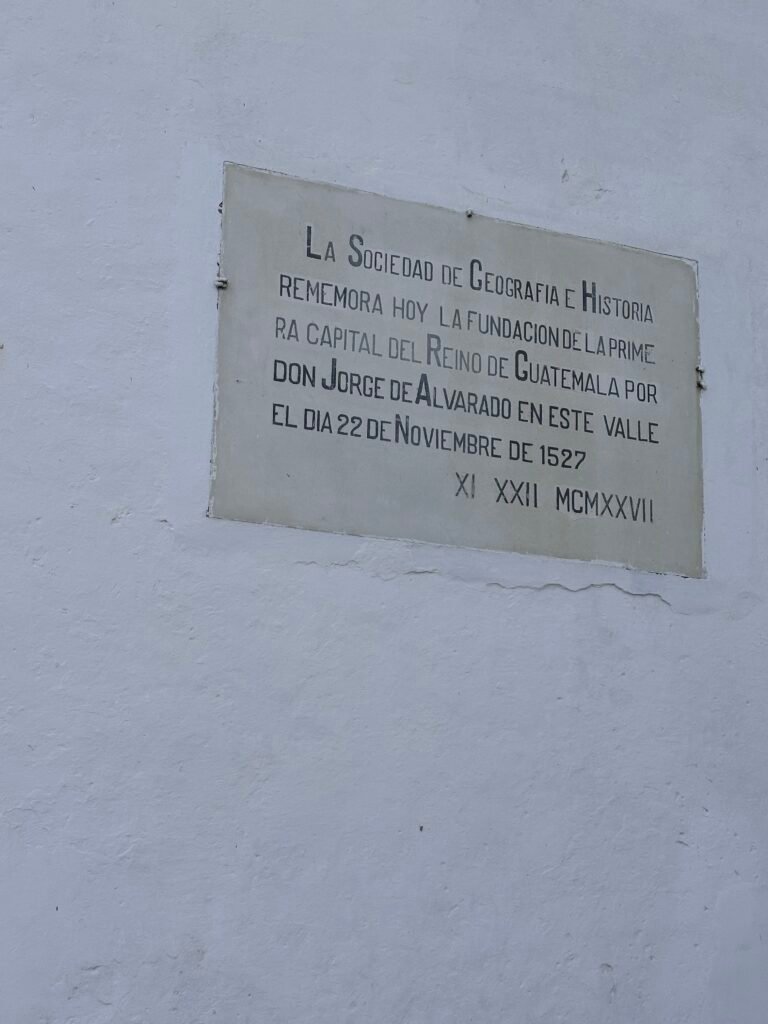 LA SOCIEDAD DE GEOGRAFIA E HISTORIA
REMEMORA HOY LA FUNDACION DE LA PRIME
RA CAPITAL DEL REINO DE GUATEMALA POR
DON JORGE DE ALVARADO EN ESTE VALLE
EL DIA 22 DE NOVIEMBRE DE 1527
XI XXII MCMXXVII